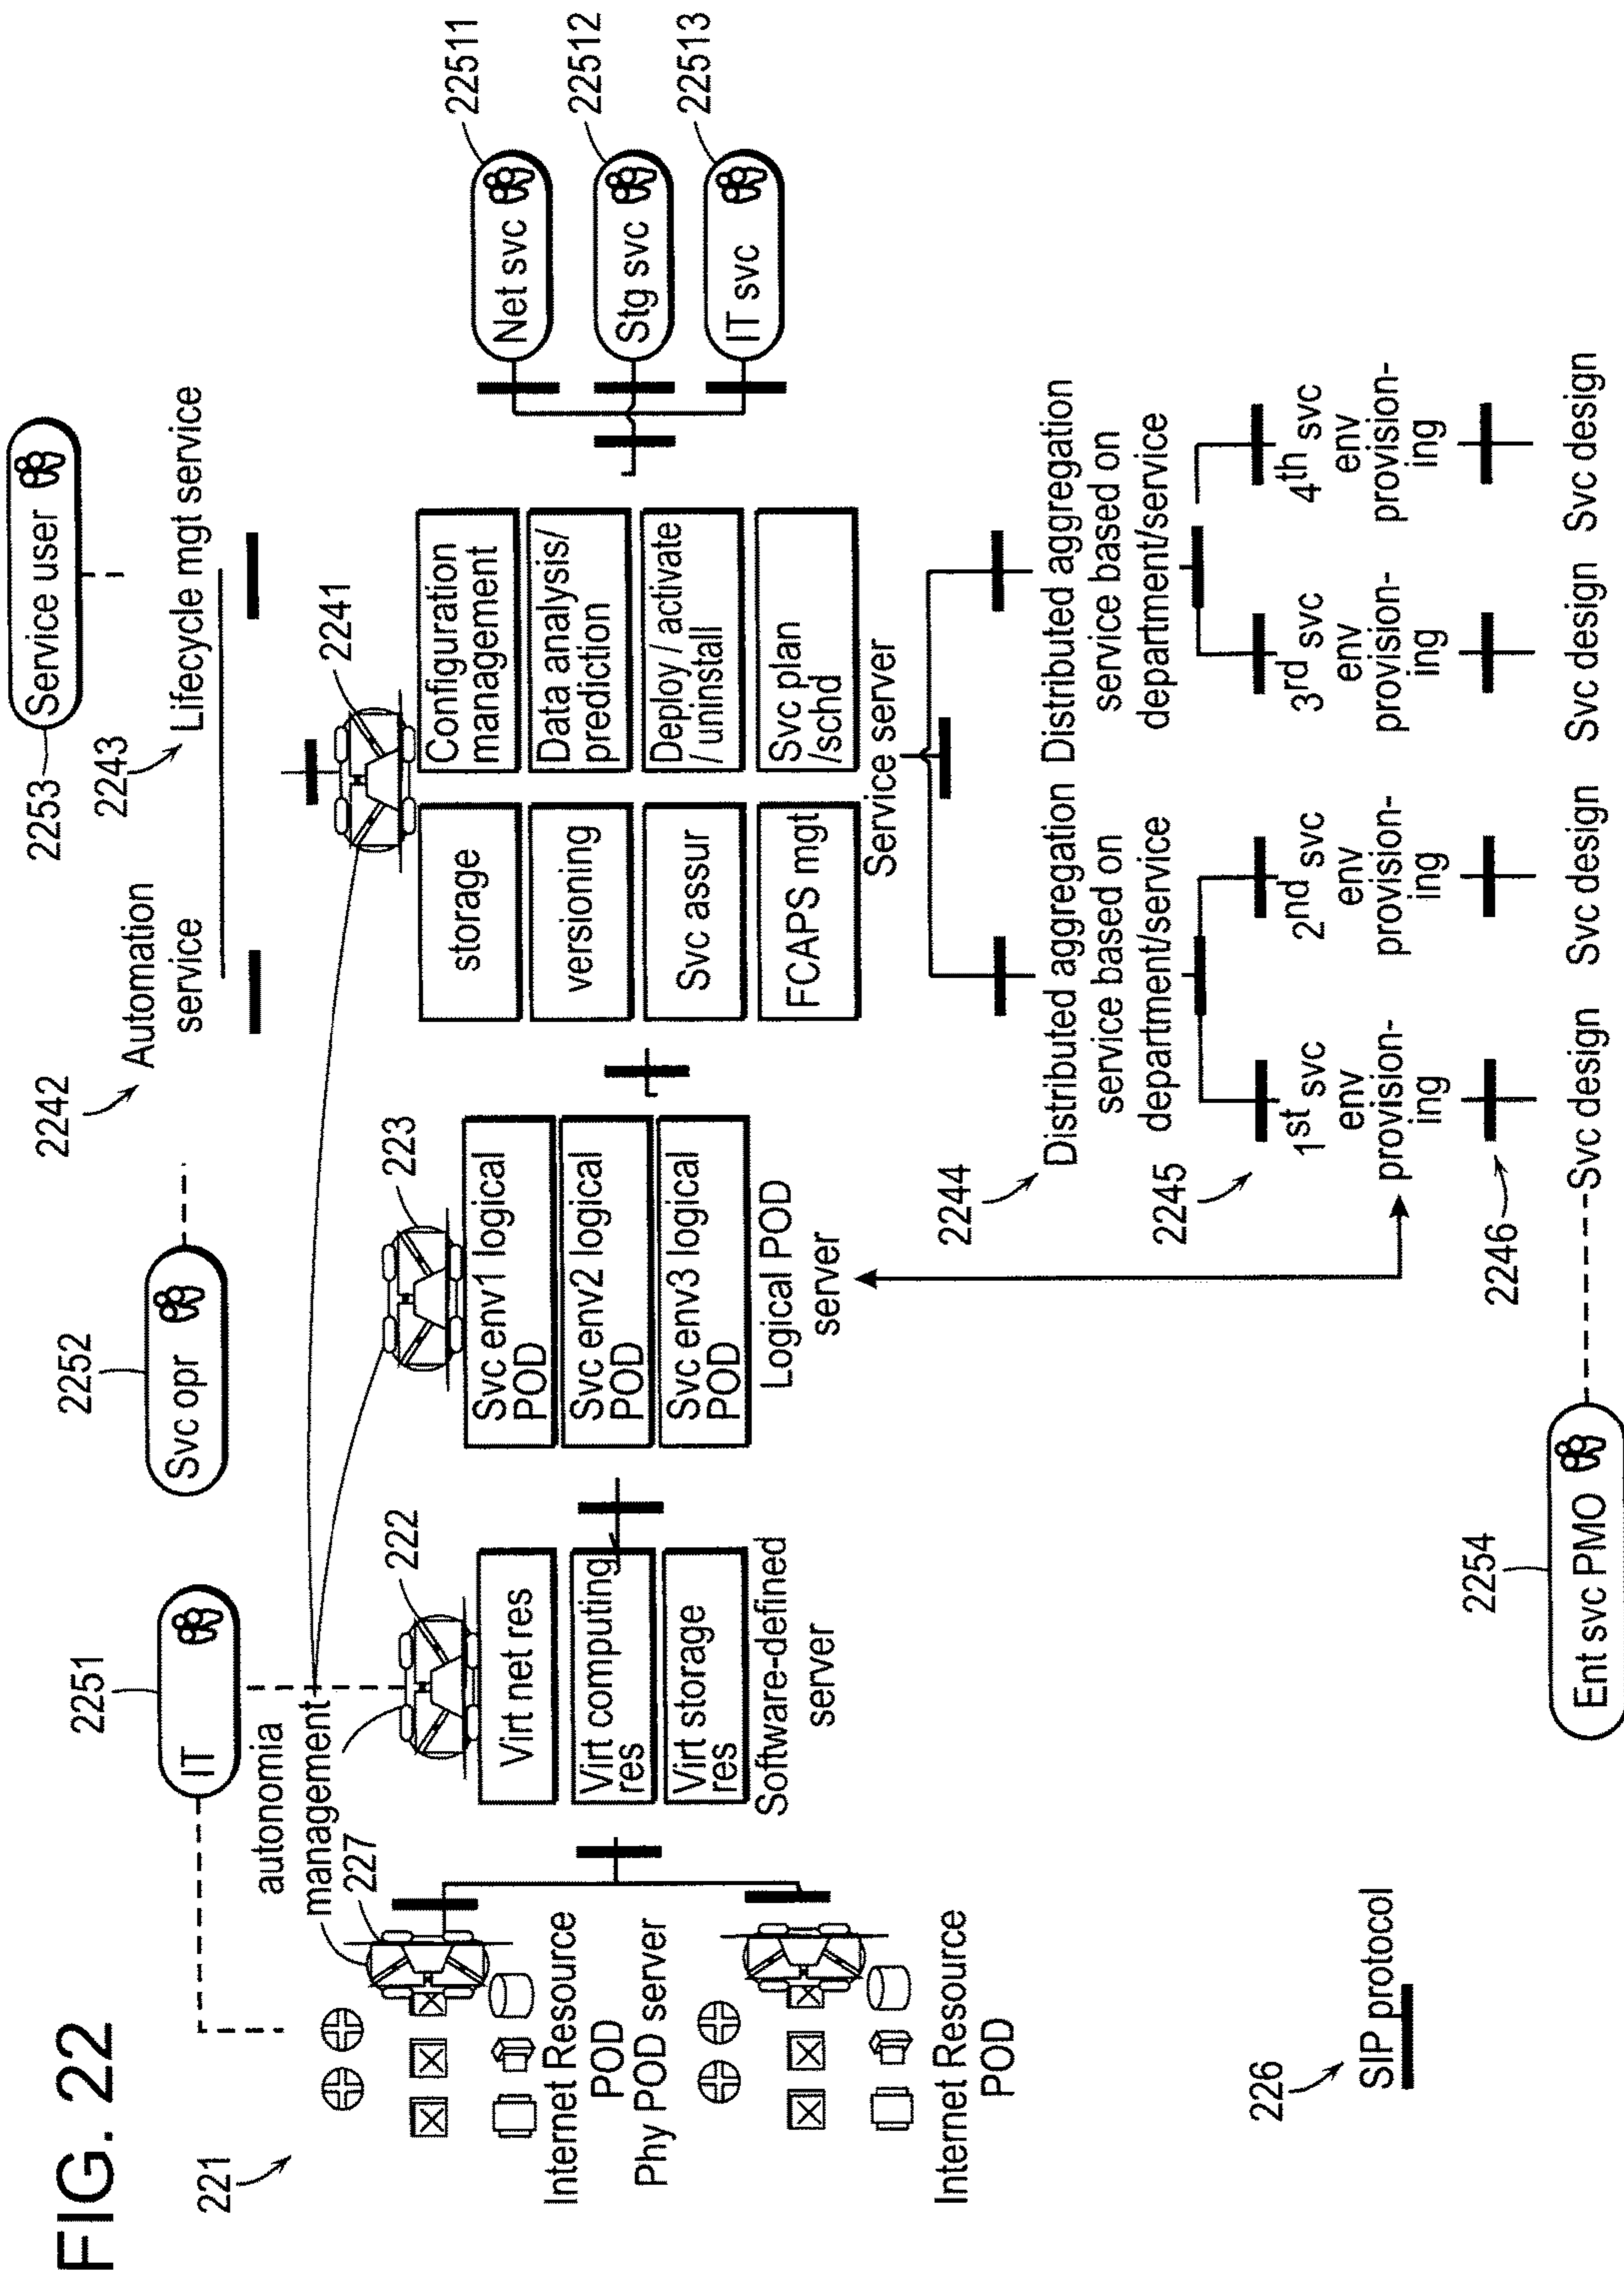 FIG. 22
2253
Service user
2252
Svc opr
2251
IT
2242
Automation
service
2243
Lifecycle mgt service
221
autonomia
management
227
222
223
2241
Internet Resource
POD
Phy POD server
Internet Resource
POD
Virt net res
Virt computing
res
Virt storage
res
Software-defined
server
Svc env1 logical
POD
Svc env2 logical
POD
Svc env3 logical
POD
Logical POD
server
storage
versioning
Svc assur
FCAPS mgt
Configuration
management
Data analysis/
prediction
Deploy / activate
/ uninstall
Svc plan
/schd
Service server
Net svc
22511
Stg svc
22512
IT svc
22513
2244
Distributed aggregation
service based on
department/service
Distributed aggregation
service based on
department/service
2245
1st svc
env
provision-
ing
2nd svc
env
provision-
ing
3rd svc
env
provision-
ing
4th svc
env
provision-
ing
2246
Svc design
Svc design
Svc design
Svc design
2254
Ent svc PMO
226
SIP protocol